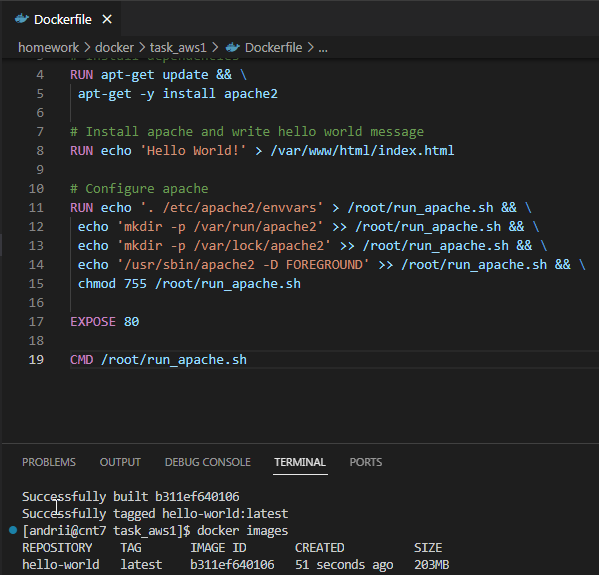 Dockerfile ×
homework > docker > task_aws1 > Dockerfile > ...
3 # Install dependencies
4 RUN apt-get update && \
5 apt-get -y install apache2
6
7 # Install apache and write hello world message
8 RUN echo 'Hello World!' > /var/www/html/index.html
9
10 # Configure apache
11 RUN echo '. /etc/apache2/envvars' > /root/run_apache.sh && \
12 echo 'mkdir -p /var/run/apache2' >> /root/run_apache.sh && \
13 echo 'mkdir -p /var/lock/apache2' >> /root/run_apache.sh && \
14 echo '/usr/sbin/apache2 -D FOREGROUND' >> /root/run_apache.sh && \
15 chmod 755 /root/run_apache.sh
16
17 EXPOSE 80
18
19 CMD /root/run_apache.sh
PROBLEMS OUTPUT DEBUG CONSOLE TERMINAL PORTS
Successfully built b311ef640106
Successfully tagged hello-world:latest
[andrii@cnt7 task_aws1]$ docker images
REPOSITORY TAG IMAGE ID CREATED SIZE
hello-world latest b311ef640106 51 seconds ago 203MB